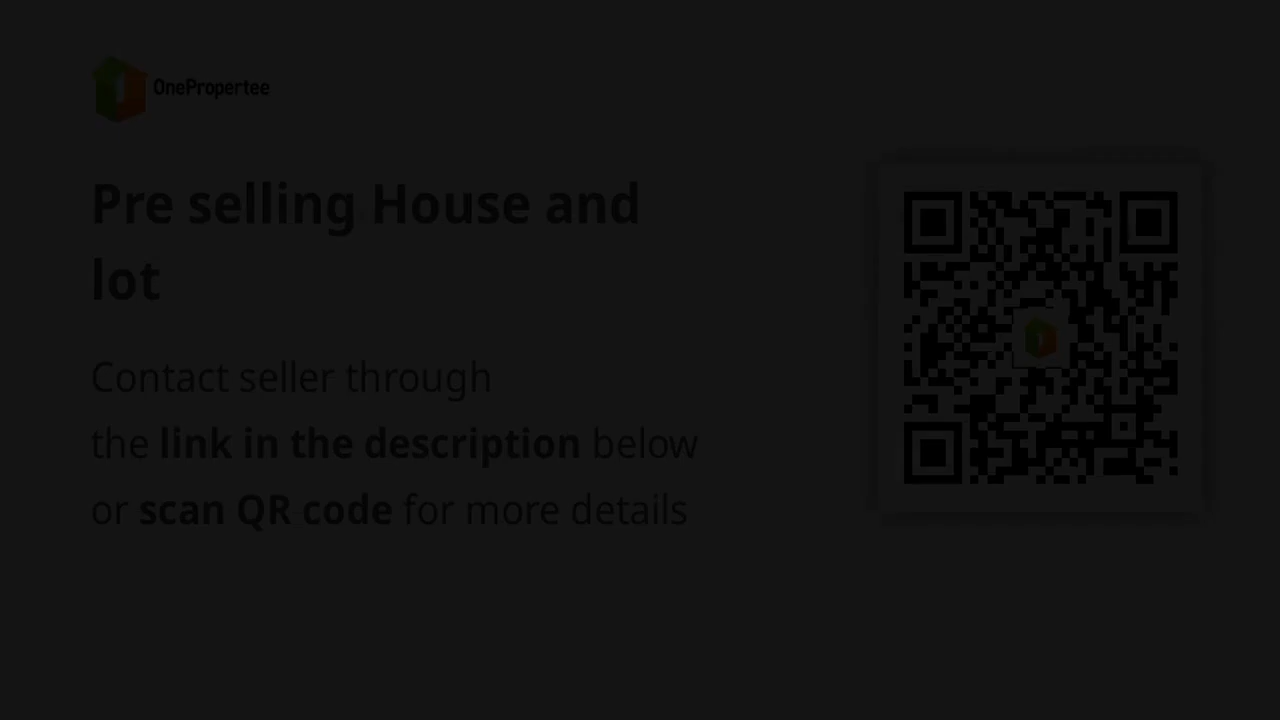 OnePropertee
Pre selling House and
lot
Contact seller through
the link in the description below
or scan QR code for more details